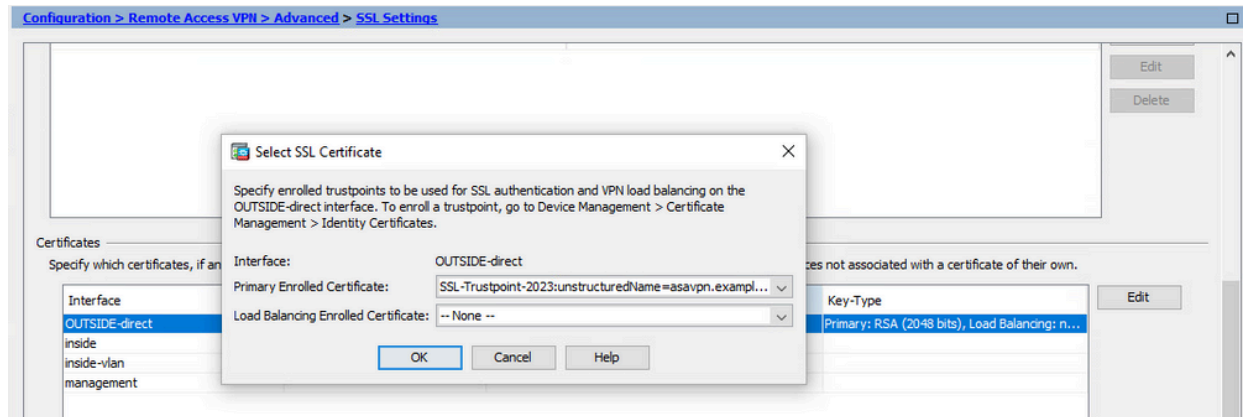 Configuration > Remote Access VPN > Advanced > SSL Settings
Edit
Delete
Select SSL Certificate
Specify enrolled trustpoints to be used for SSL authentication and VPN load balancing on the
OUTSIDE-direct interface. To enroll a trustpoint, go to Device Management > Certificate
Management > Identity Certificates.
Interface: OUTSIDE-direct
Primary Enrolled Certificate: SSL-Trustpoint-2023:unstructuredName=asavpn.exampl...
Load Balancing Enrolled Certificate: -- None --
OK Cancel Help
Certificates
Specify which certificates, if an
ces not associated with a certificate of their own.
Interface Key-Type Edit
OUTSIDE-direct Primary: RSA (2048 bits), Load Balancing: n...
inside
inside-vlan
management